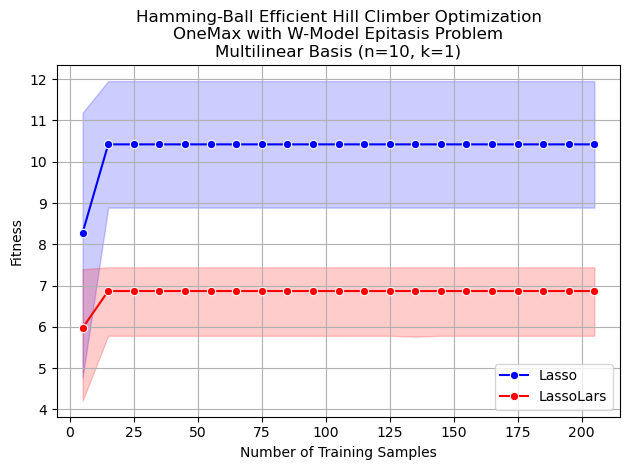 Hamming-Ball Efficient Hill Climber Optimization
OneMax with W-Model Epitasis Problem
Multilinear Basis (n=10, k=1)
12
11
10
9
8
7
6
5
4
Fitness
0 25 50 75 100 125 150 175 200
Number of Training Samples
Lasso
LassoLars